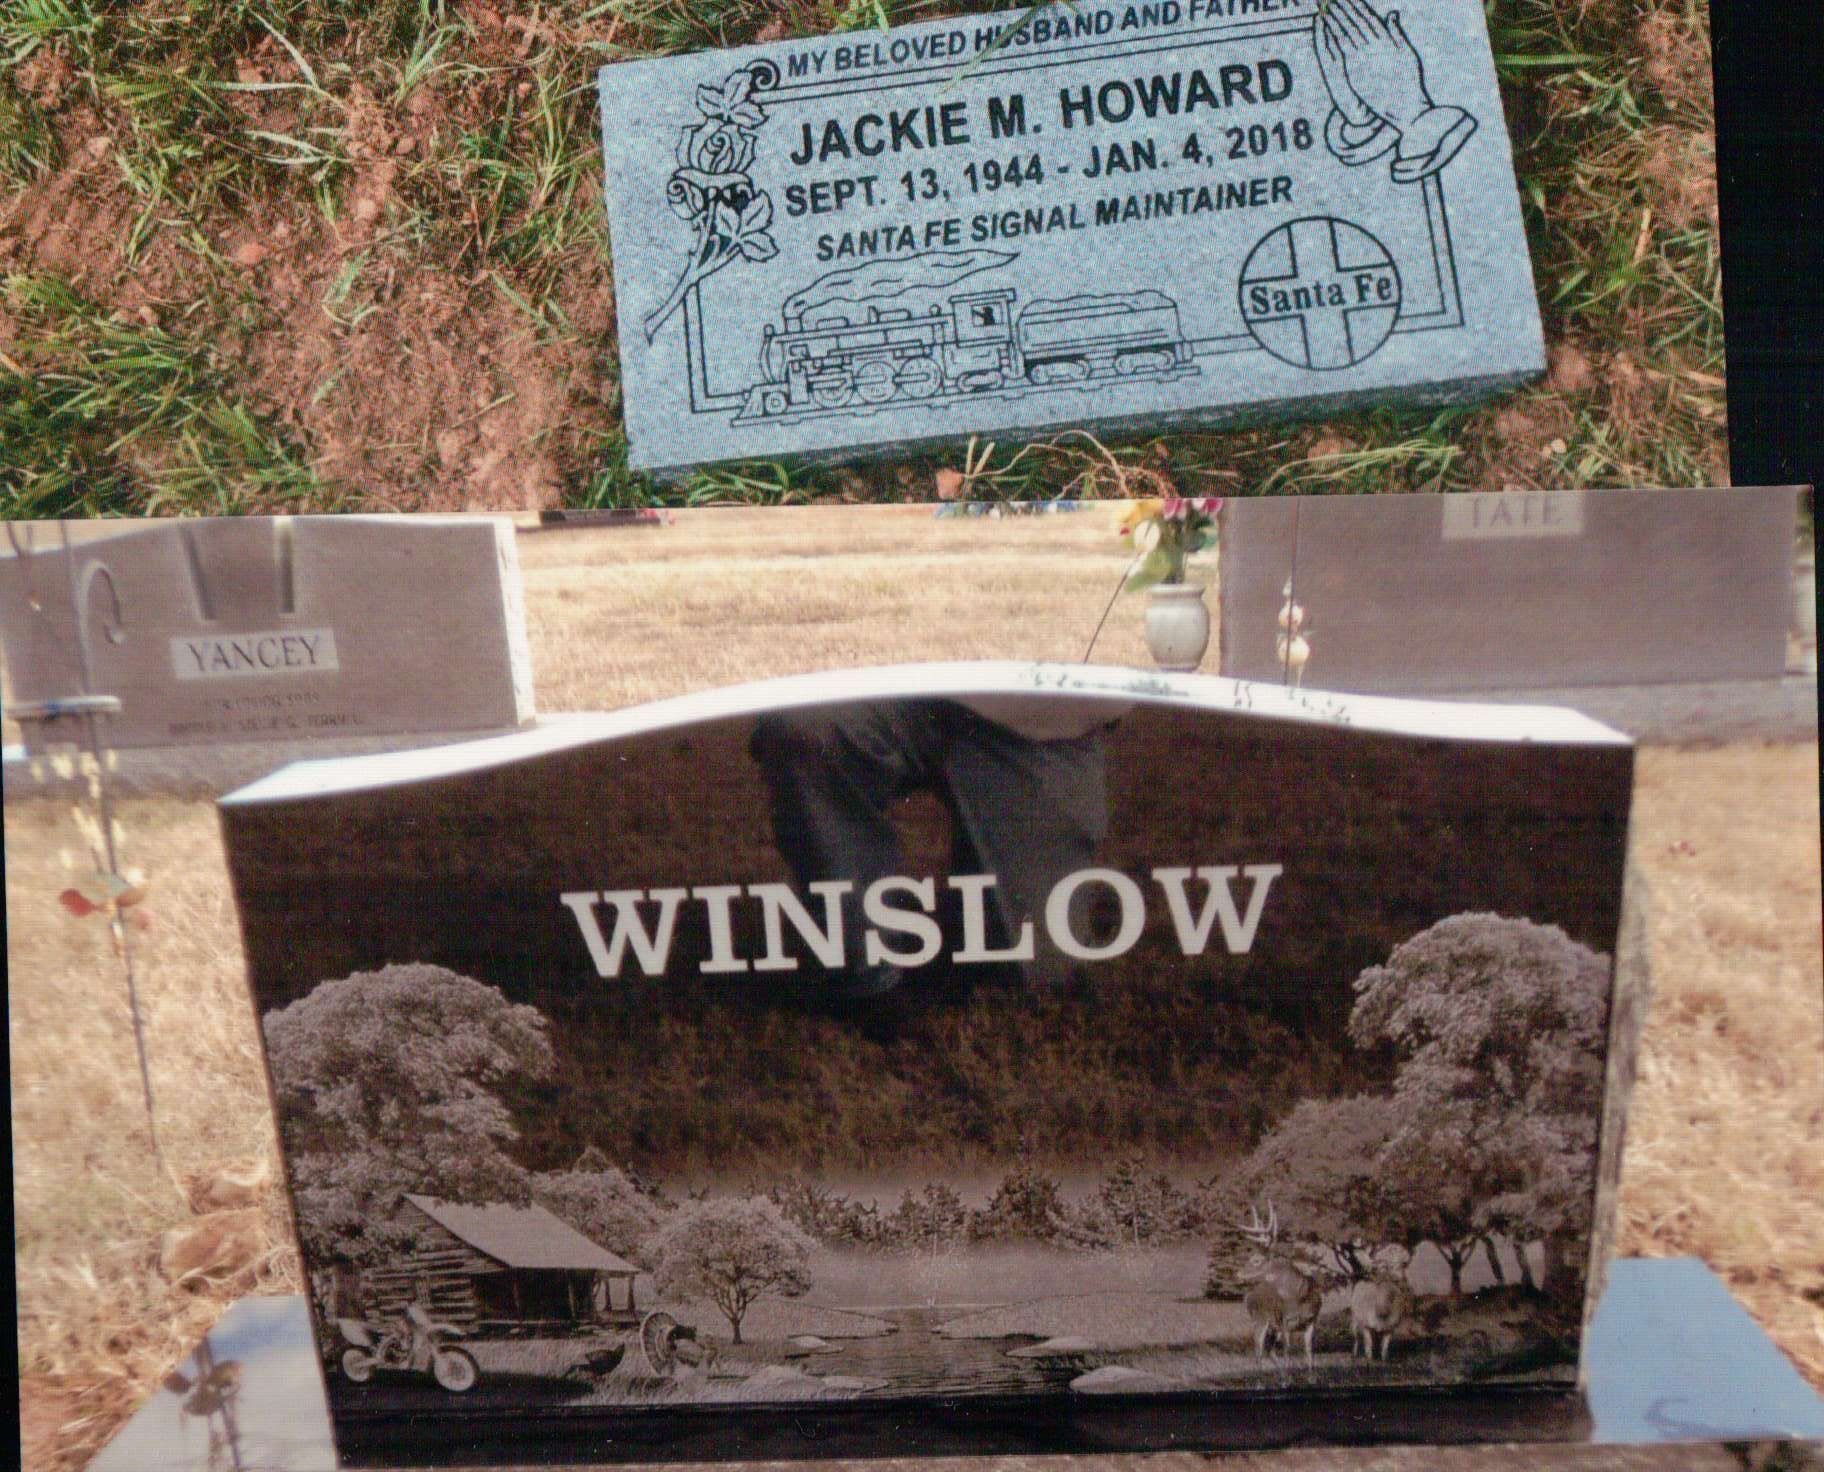 MY BELOVED HUSBAND AND FATHER
JACKIE M. HOWARD
SEPT. 13, 1944 - JAN. 4, 2018
SANTA FE SIGNAL MAINTAINER
Santa Fe
TATE
YANCEY
WINSLOW